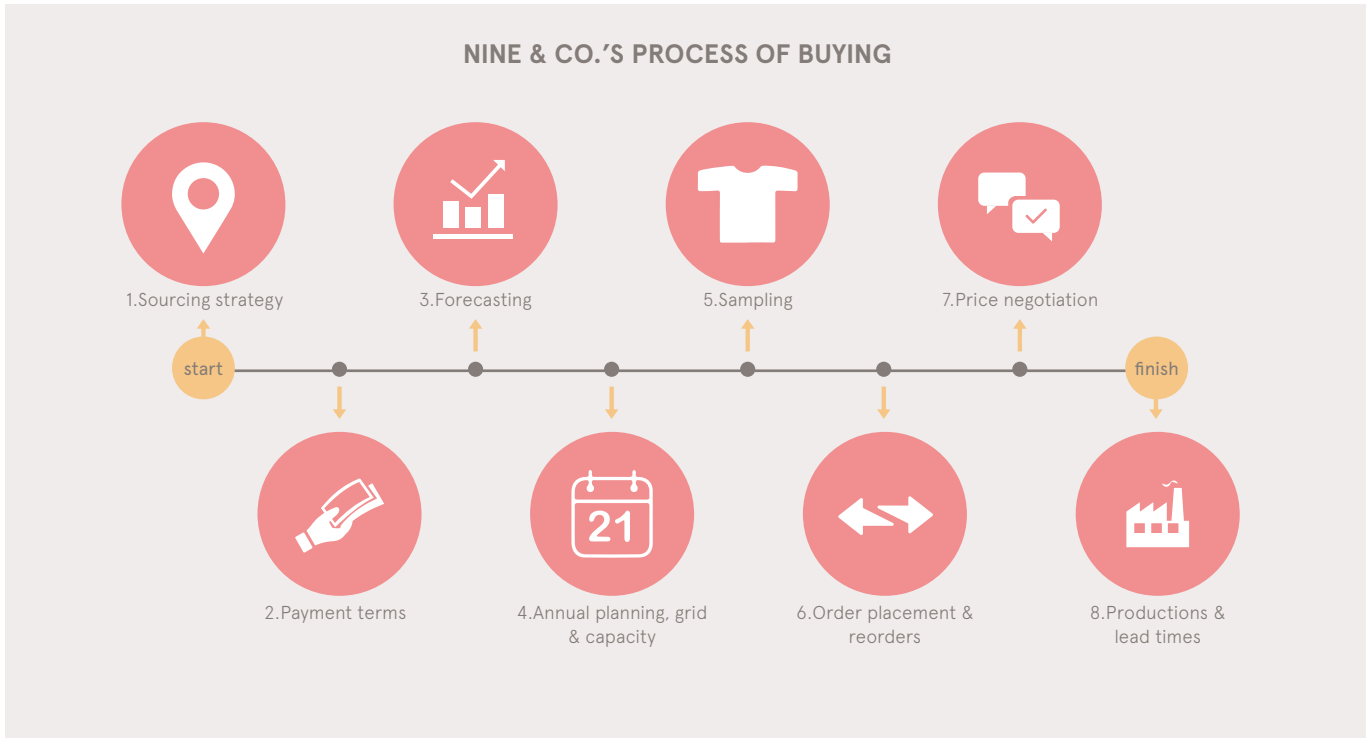 NINE & CO.'S PROCESS OF BUYING
1.Sourcing strategy
3.Forecasting
5.Sampling
7.Price negotiation
start
finish
21
2.Payment terms
4.Annual planning, grid
& capacity
6.Order placement &
reorders
8.Productions &
lead times